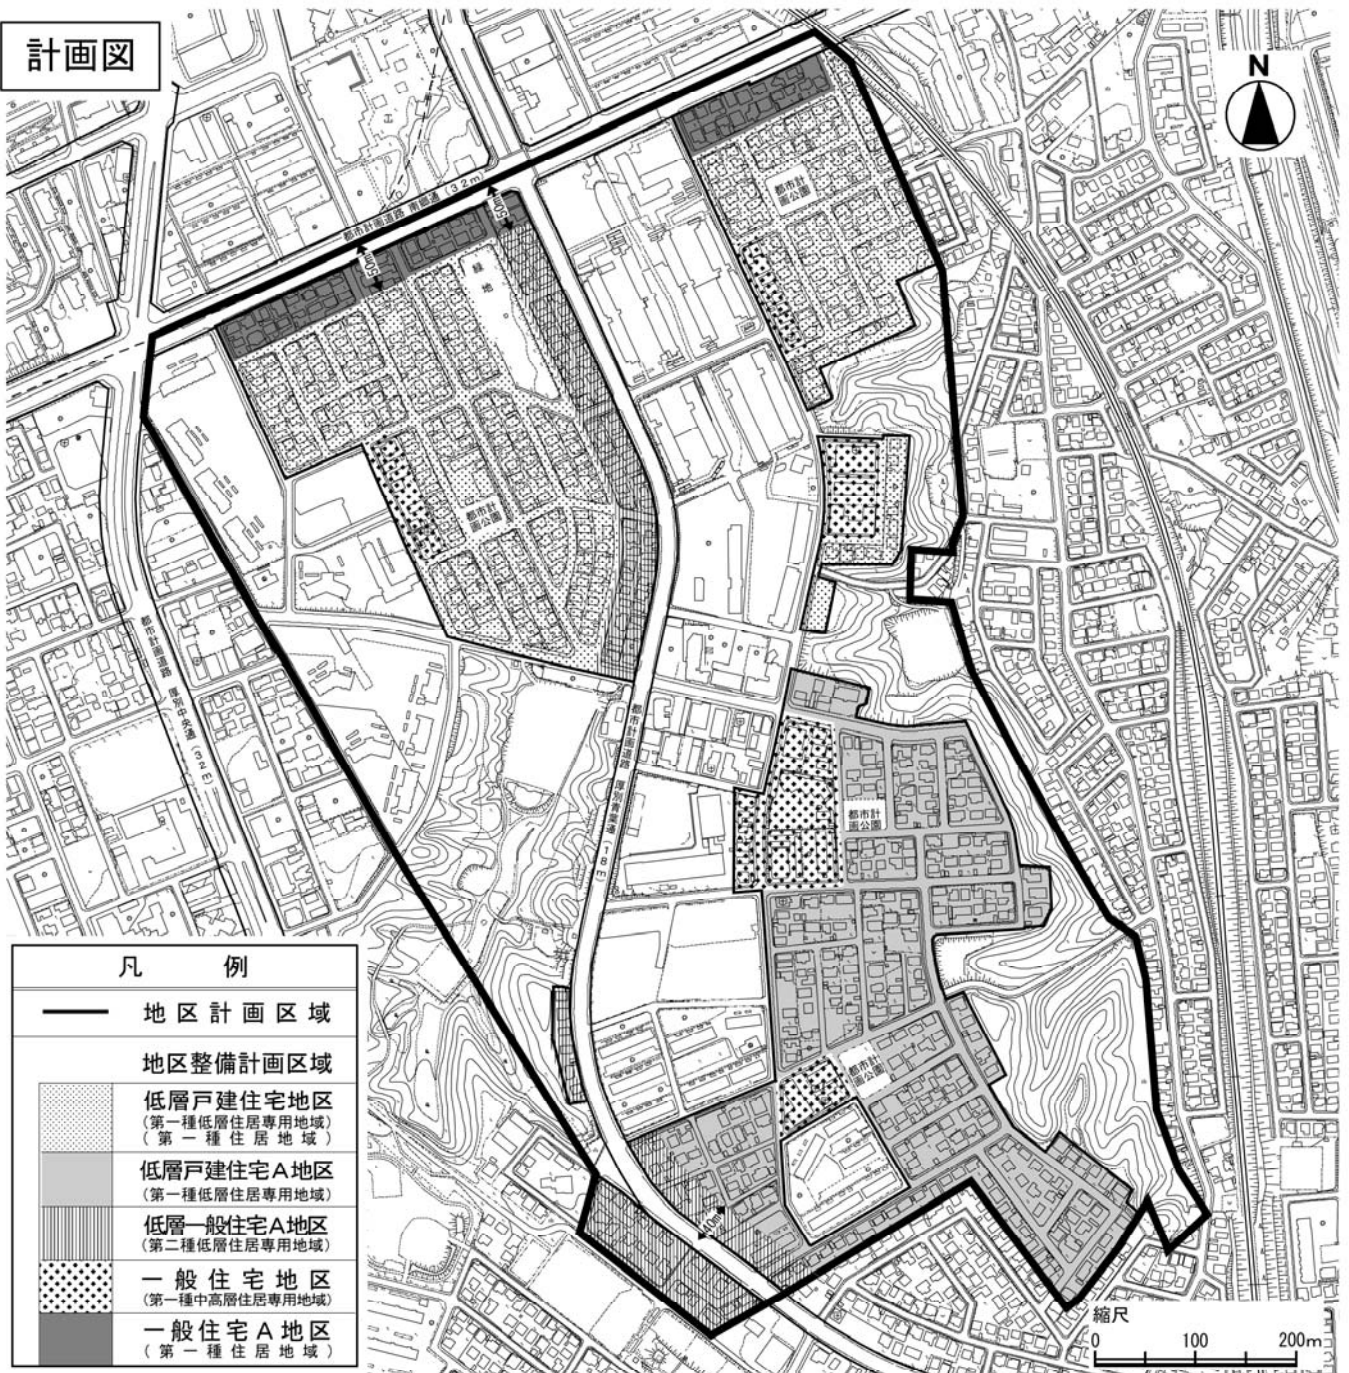 計画図
N
都市計画道路 南郷通 (32m)
50m
50m
都市計
画公園
緑
地
都市計
画公園
都市計画道路 厚別中央通 (32m)
都市計画道路 厚別青葉通 (18m)
都市計
画公園
都市計
画公園
40m
凡 例
地区計画区域
地区整備計画区域
低層戸建住宅地区
(第一種低層住居専用地域)
(第一種住居地域)
低層戸建住宅A地区
(第一種低層住居専用地域)
低層一般住宅A地区
(第二種低層住居専用地域)
一般住宅地区
(第一種中高層住居専用地域)
一般住宅A地区
(第一種住居地域)
縮尺
0 100 200m